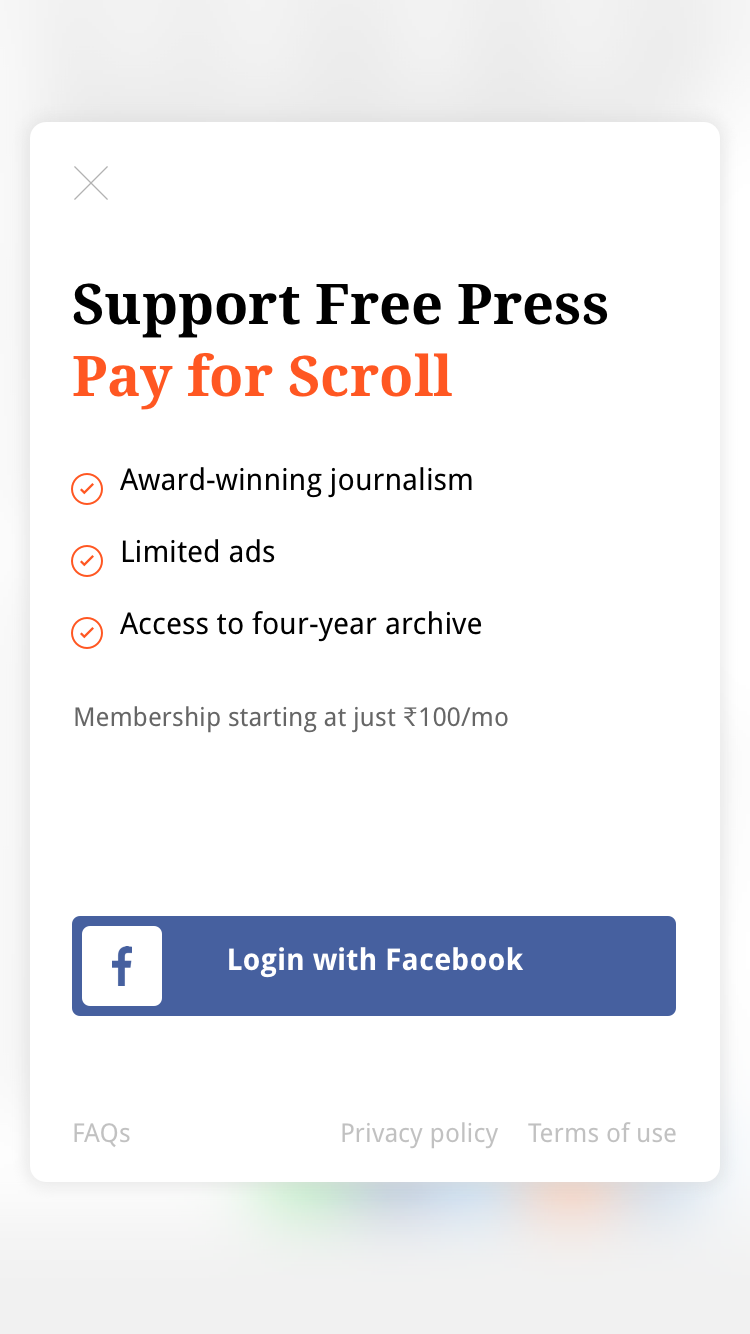 Support Free Press
Pay for Scroll
Award-winning journalism
Limited ads
Access to four-year archive
Membership starting at just ₹100/mo
Login with Facebook
FAQs Privacy policy Terms of use